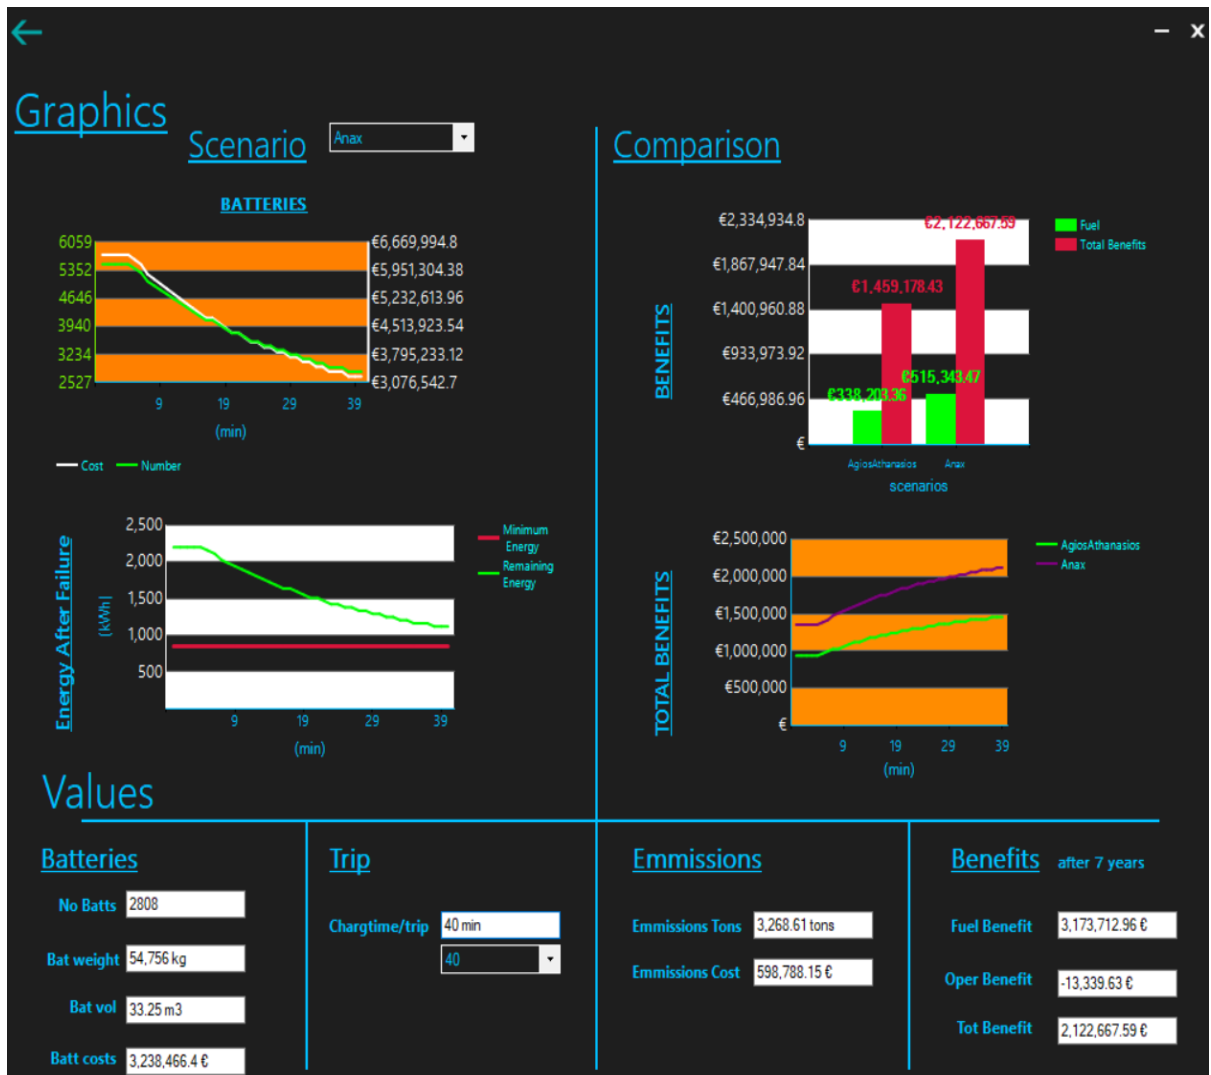 Graphics
Scenario
Anax
BATTERIES
6059
5352
4646
3940
3234
2527
€6,669,994.8
€5,951,304.38
€5,232,613.96
€4,513,923.54
€3,795,233.12
€3,076,542.7
9 19 29 39
(min)
Cost Number
Energy After Failure
(kWh)
2,500
2,000
1,500
1,000
500
9 19 29 39
(min)
Minimum
Energy
Remaining
Energy
Comparison
BENEFITS
€2,334,934.8
€1,867,947.84
€1,400,960.88
€933,973.92
€466,986.96
€
€2,122,667.59
€1,459,178.43
€515,343.47
€338,203.36
AgiosAthanasios Anax
scenarios
Fuel
Total Benefits
TOTAL BENEFITS
€2,500,000
€2,000,000
€1,500,000
€1,000,000
€500,000
€
9 19 29 39
(min)
AgiosAthanasios
Anax
Values
Batteries
No Batts 2808
Bat weight 54,756 kg
Bat vol 33.25 m3
Batt costs 3,238,466.4 €
Trip
Chargtime/trip 40 min
40
Emmissions
Emmissions Tons 3,268.61 tons
Emmissions Cost 598,788.15 €
Benefits after 7 years
Fuel Benefit 3,173,712.96 €
Oper Benefit -13,339.63 €
Tot Benefit 2,122,667.59 €